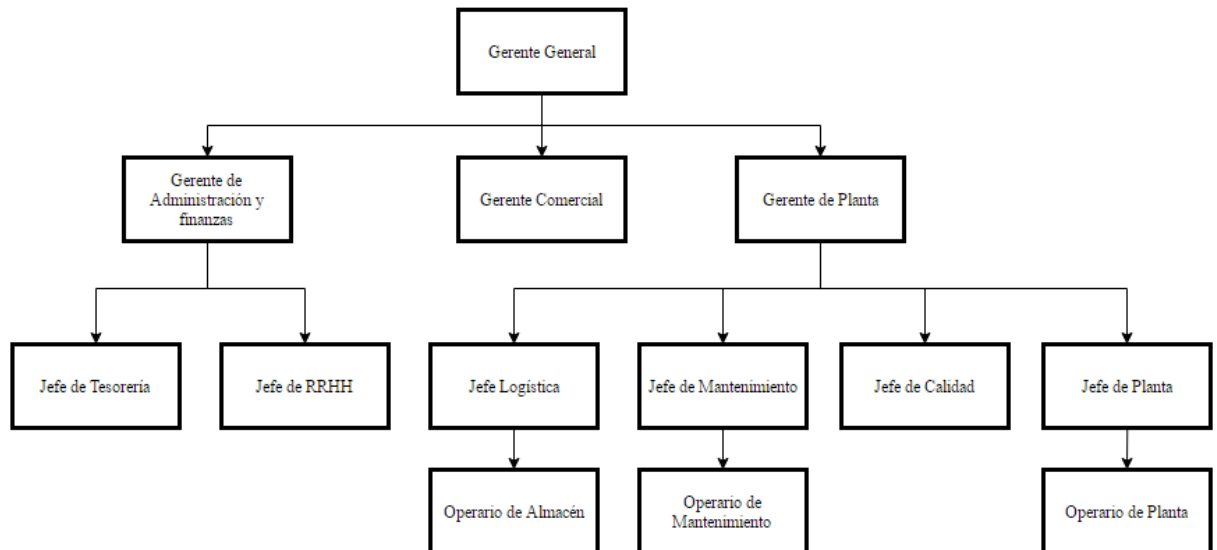 Gerente General
Gerente de
Administración y
finanzas
Gerente Comercial
Gerente de Planta
Jefe de Tesorería
Jefe de RRHH
Jefe Logística
Jefe de Mantenimiento
Jefe de Calidad
Jefe de Planta
Operario de Almacén
Operario de
Mantenimiento
Operario de Planta